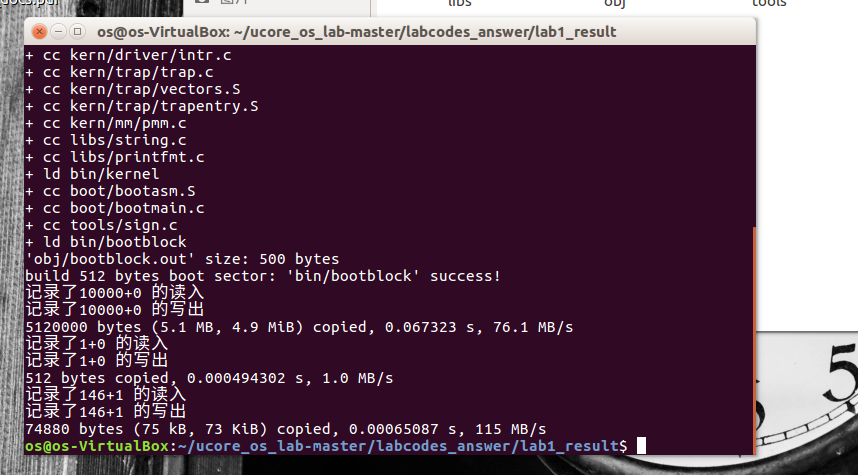 libs obj tools
os@os-VirtualBox: ~/ucore_os_lab-master/labcodes_answer/lab1_result
+ cc kern/driver/intr.c
+ cc kern/trap/trap.c
+ cc kern/trap/vectors.S
+ cc kern/trap/trapentry.S
+ cc kern/mm/pmm.c
+ cc libs/string.c
+ cc libs/printfmt.c
+ ld bin/kernel
+ cc boot/bootasm.S
+ cc boot/bootmain.c
+ cc tools/sign.c
+ ld bin/bootblock
'obj/bootblock.out' size: 500 bytes
build 512 bytes boot sector: 'bin/bootblock' success!
记录了10000+0 的读入
记录了10000+0 的写出
5120000 bytes (5.1 MB, 4.9 MiB) copied, 0.067323 s, 76.1 MB/s
记录了1+0 的读入
记录了1+0 的写出
512 bytes copied, 0.000494302 s, 1.0 MB/s
记录了146+1 的读入
记录了146+1 的写出
74880 bytes (75 kB, 73 KiB) copied, 0.00065087 s, 115 MB/s
os@os-VirtualBox:~/ucore_os_lab-master/labcodes_answer/lab1_result$
5